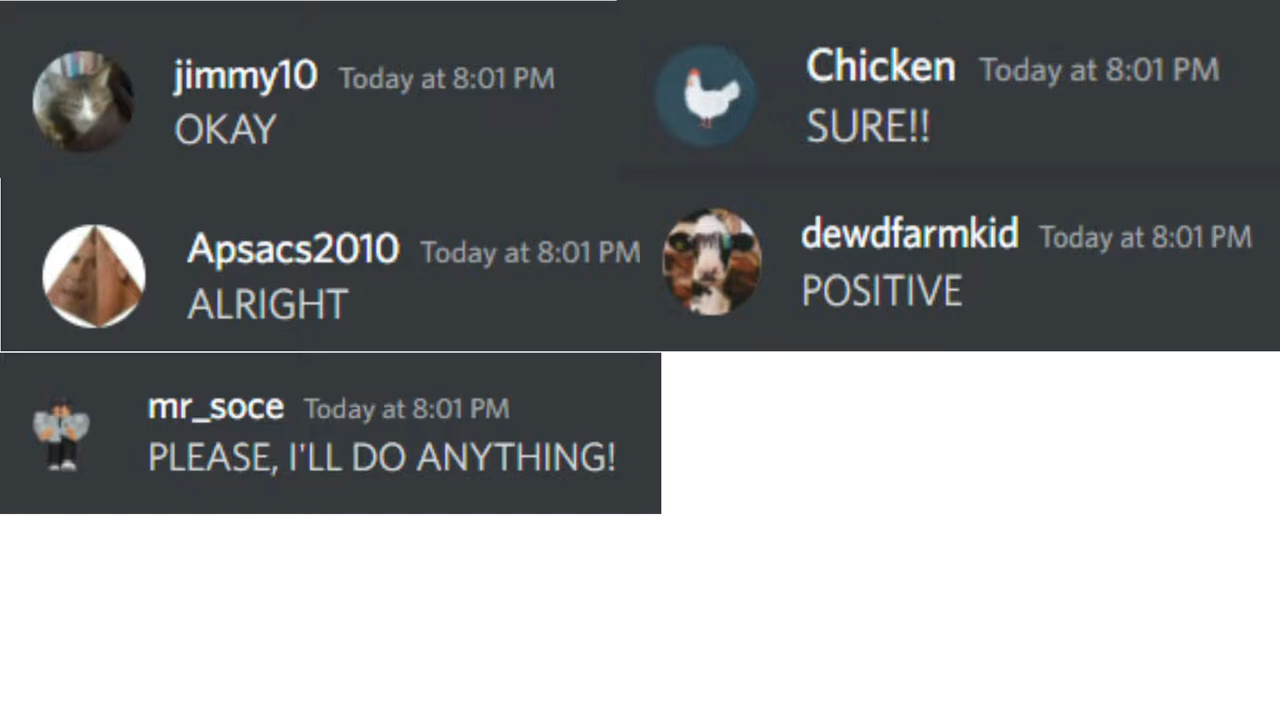 jimmy10 Today at 8:01 PM
OKAY
Chicken Today at 8:01 PM
SURE!!
Apsacs2010 Today at 8:01 PM
ALRIGHT
dewdfarmkid Today at 8:01 PM
POSITIVE
mr_soce Today at 8:01 PM
PLEASE, I'LL DO ANYTHING!